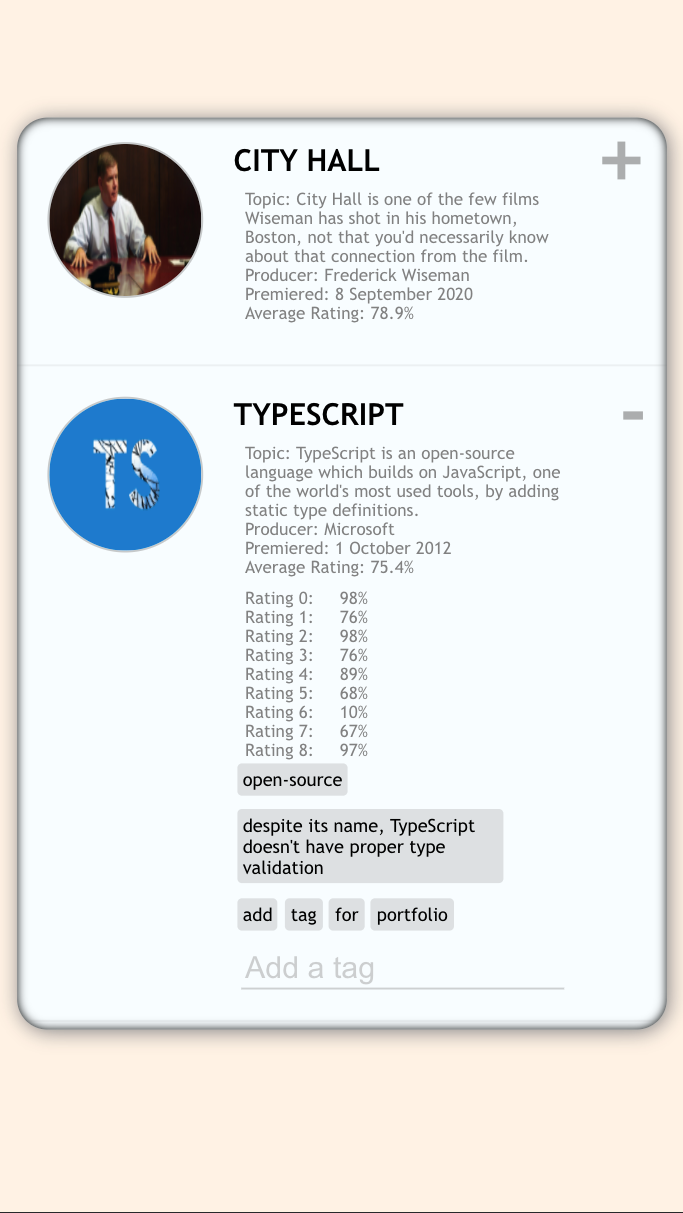 CITY HALL
Topic: City Hall is one of the few films
Wiseman has shot in his hometown,
Boston, not that you'd necessarily know
about that connection from the film.
Producer: Frederick Wiseman
Premiered: 8 September 2020
Average Rating: 78.9%
TS
TYPESCRIPT
Topic: TypeScript is an open-source
language which builds on JavaScript, one
of the world's most used tools, by adding
static type definitions.
Producer: Microsoft
Premiered: 1 October 2012
Average Rating: 75.4%
Rating 0: 98%
Rating 1: 76%
Rating 2: 98%
Rating 3: 76%
Rating 4: 89%
Rating 5: 68%
Rating 6: 10%
Rating 7: 67%
Rating 8: 97%
open-source
despite its name, TypeScript
doesn't have proper type
validation
add tag for portfolio
Add a tag